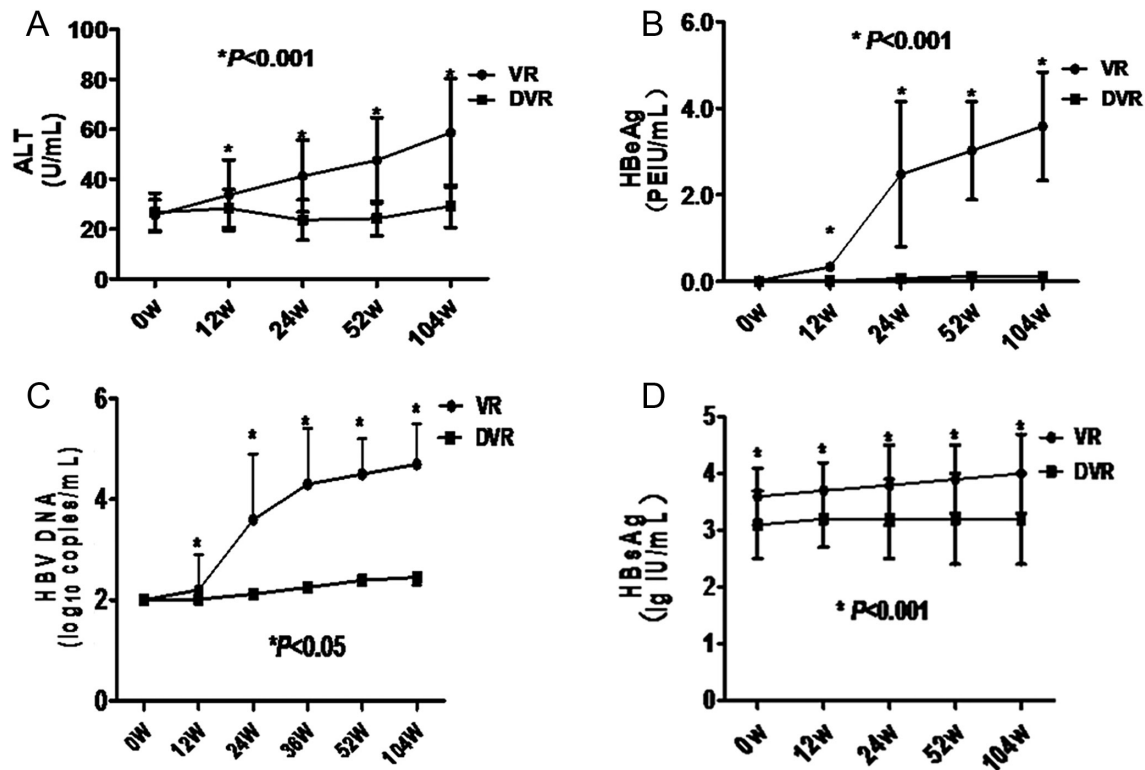 A
100
80
60
40
20
0
ALT
(U/mL)
*P<0.001
VR
DVR
0w
12w
24w
52w
104w
B
6.0
4.0
2.0
0.0
HBeAg
(PEIU/mL)
* P<0.001
VR
DVR
0w
12w
24w
52w
104w
C
6
4
2
0
HBV DNA
(log10 copies/mL)
*P<0.05
VR
DVR
0W
12W
24W
36W
52W
104W
D
5
4
3
2
1
0
HBsAg
(lg IU/mL)
* P<0.001
VR
DVR
0w
12w
24w
52w
104w